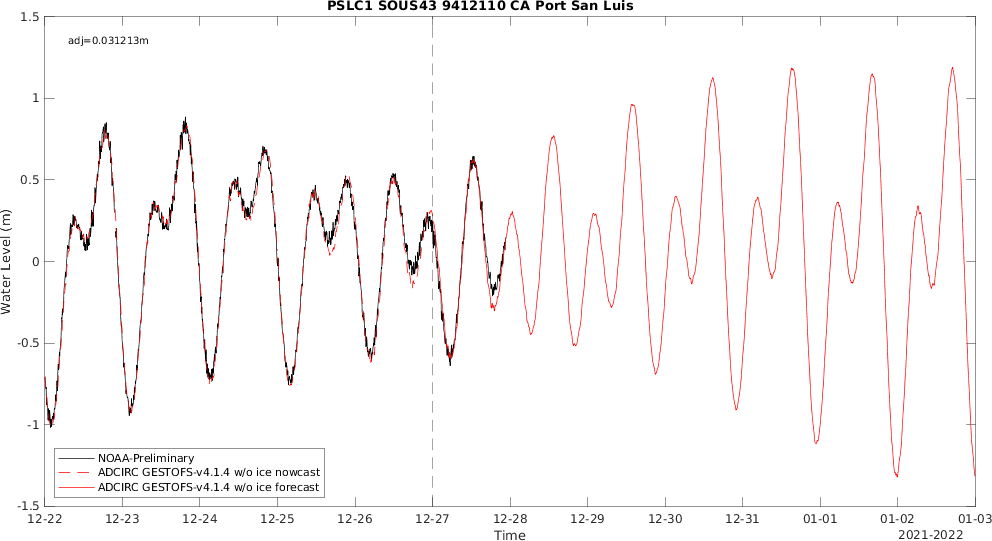 PSLC1 SOUS43 9412110 CA Port San Luis
adj=0.031213m
1.5
1
0.5
0
-0.5
-1
-1.5
Water Level (m)
NOAA-Preliminary
ADCIRC GESTOFS-v4.1.4 w/o ice nowcast
ADCIRC GESTOFS-v4.1.4 w/o ice forecast
12-22 12-23 12-24 12-25 12-26 12-27 12-28 12-29 12-30 12-31 01-01 01-02 01-03
Time
2021-2022